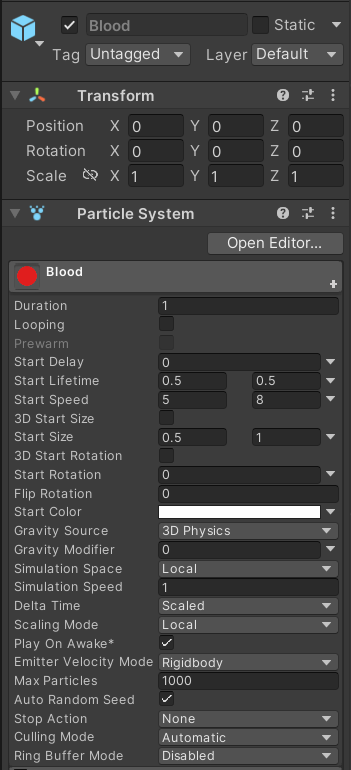 Blood Static
Tag Untagged Layer Default
Transform
Position X 0 Y 0 Z 0
Rotation X 0 Y 0 Z 0
Scale X 1 Y 1 Z 1
Particle System
Open Editor...
Blood
Duration 1
Looping
Prewarm
Start Delay 0
Start Lifetime 0.5 0.5
Start Speed 5 8
3D Start Size
Start Size 0.5 1
3D Start Rotation
Start Rotation 0
Flip Rotation 0
Start Color
Gravity Source 3D Physics
Gravity Modifier 0
Simulation Space Local
Simulation Speed 1
Delta Time Scaled
Scaling Mode Local
Play On Awake*
Emitter Velocity Mode Rigidbody
Max Particles 1000
Auto Random Seed
Stop Action None
Culling Mode Automatic
Ring Buffer Mode Disabled